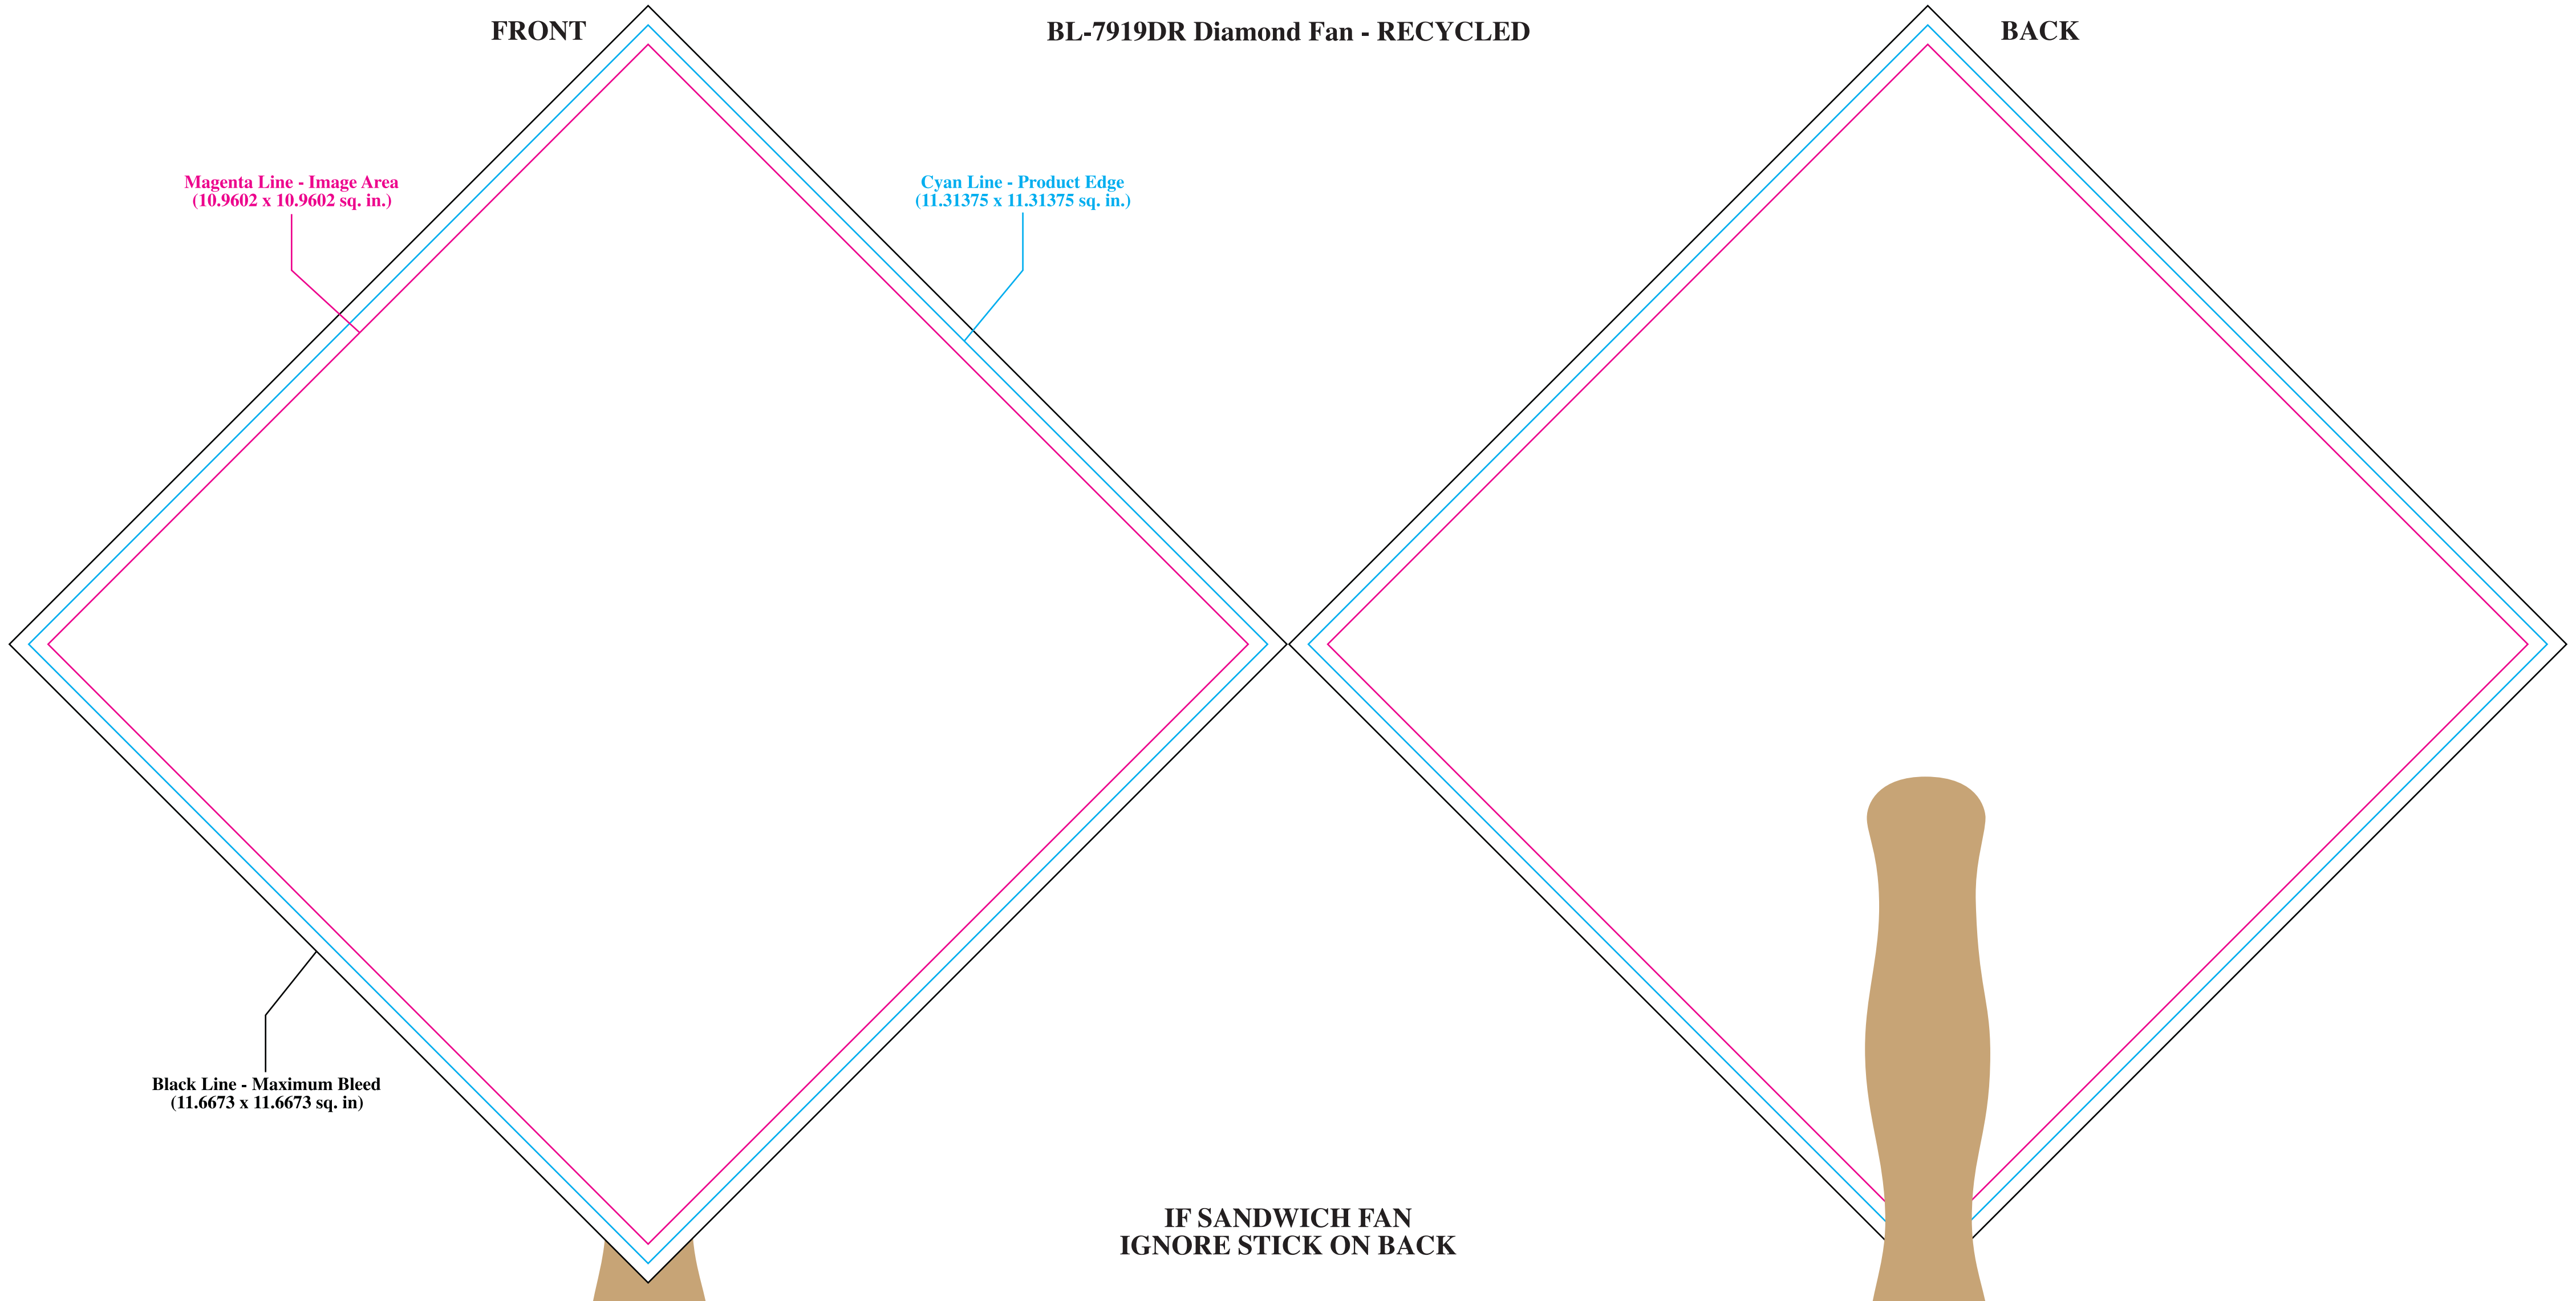 FRONT
BL-7919DR Diamond Fan - RECYCLED
BACK
Magenta Line - Image Area
(10.9602 x 10.9602 sq. in.)
Cyan Line - Product Edge
(11.31375 x 11.31375 sq. in.)
Black Line - Maximum Bleed
(11.6673 x 11.6673 sq. in)
IF SANDWICH FAN
IGNORE STICK ON BACK